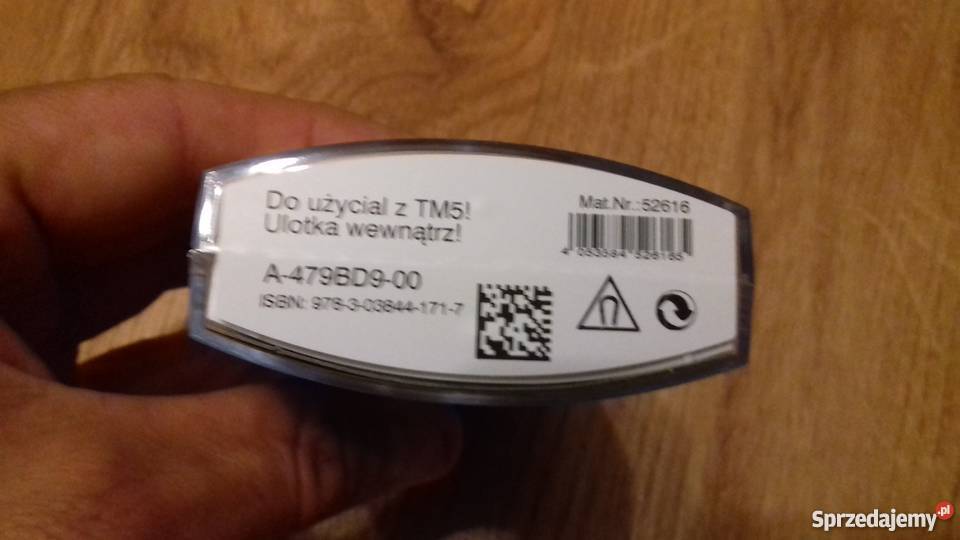 Do użycial z TM5!
Ulotka wewnątrz!
A-479BD9-00
ISBN: 978-3-03844-171-7
Mat.Nr.:52616
Sprzedajemy.pl